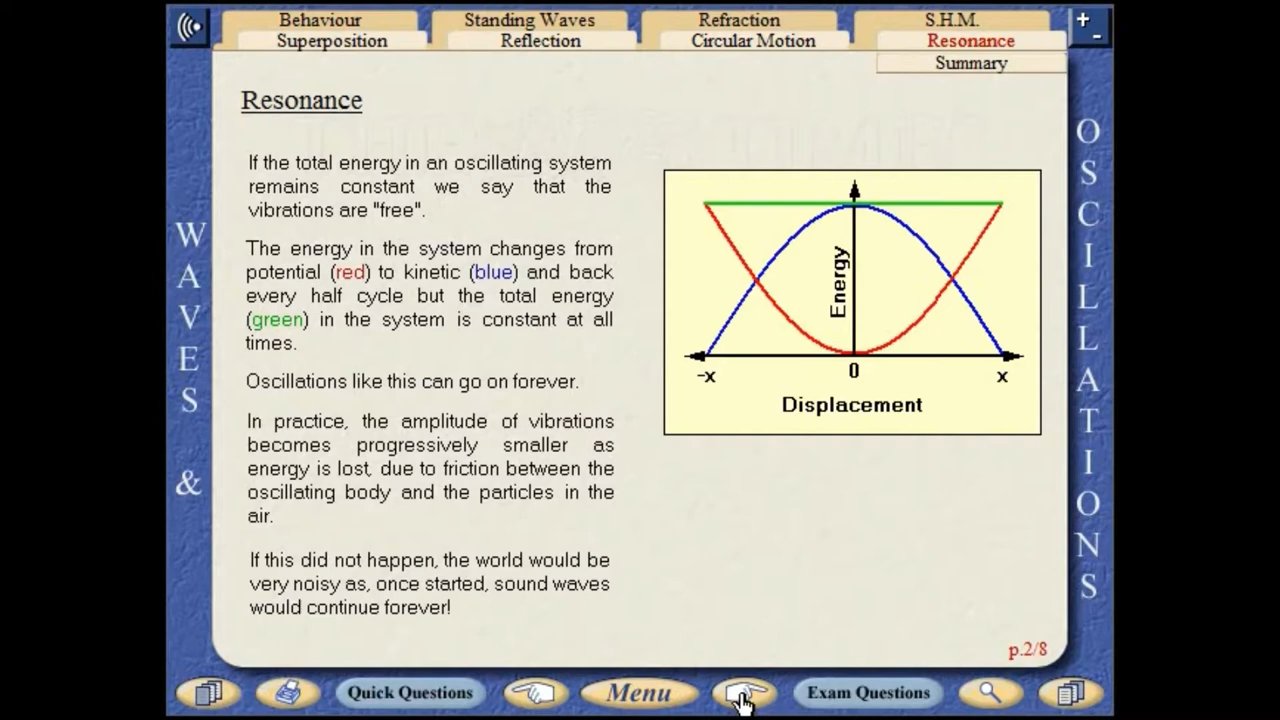 Behaviour
Standing Waves
Refraction
S.H.M.
+
-
Superposition
Reflection
Circular Motion
Resonance
Summary
Resonance
If the total energy in an oscillating system
remains constant we say that the
vibrations are "free".
The energy in the system changes from
potential (red) to kinetic (blue) and back
every half cycle but the total energy
(green) in the system is constant at all
times.
Oscillations like this can go on forever.
In practice, the amplitude of vibrations
becomes progressively smaller as
energy is lost, due to friction between the
oscillating body and the particles in the
air.
If this did not happen, the world would be
very noisy as, once started, sound waves
would continue forever!
Energy
-x
0
x
Displacement
WAVES &
OSCILLATIONS
p.2/8
Quick Questions
Menu
Exam Questions